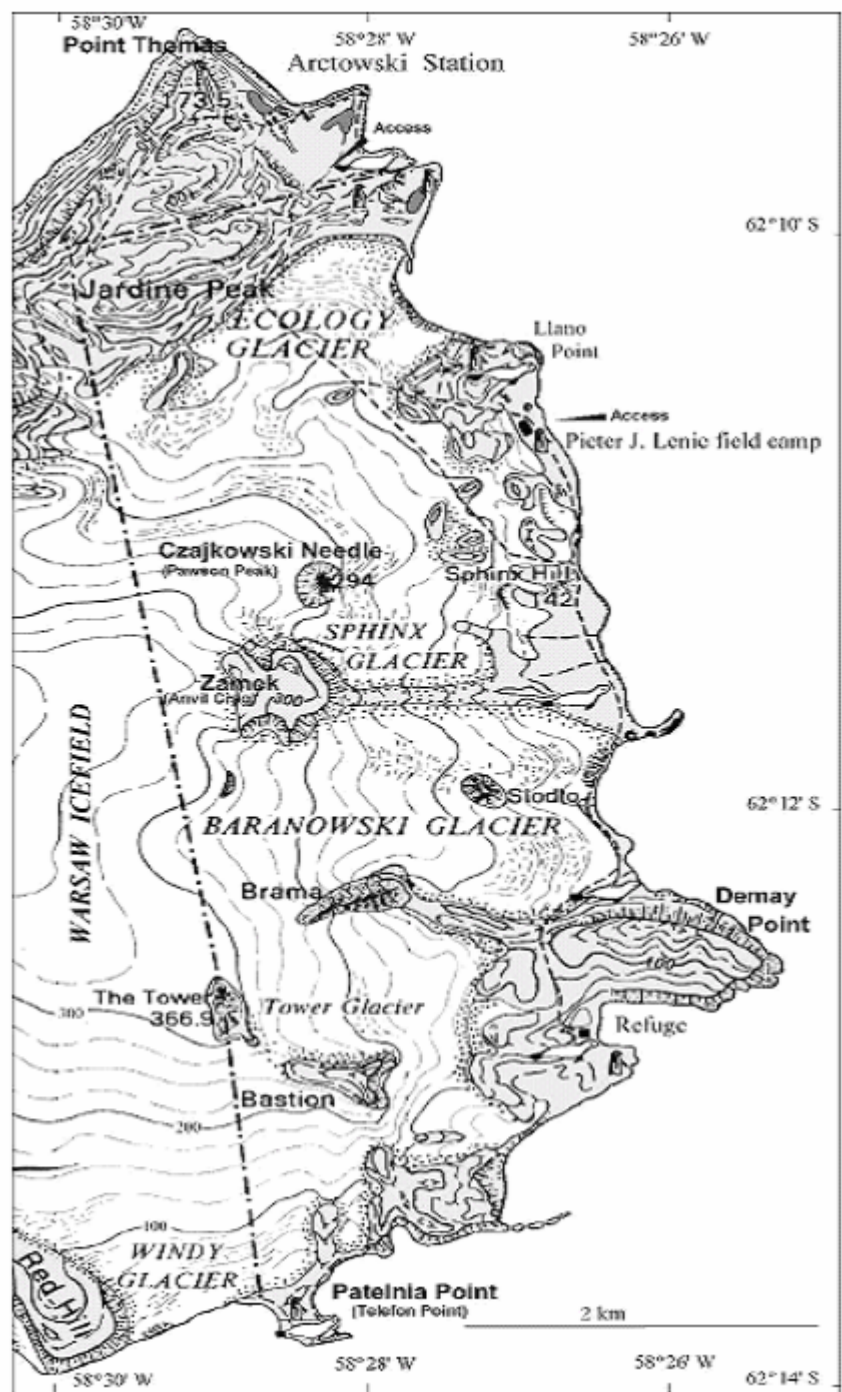 58°30' W
58°28' W
58°26' W
Point Thomas
Arctowski Station
173.5
Access
62°10' S
Jardine Peak
ECOLOGY
GLACIER
Llano
Point
Access
Pieter J. Lenie field camp
Czajkowski Needle
(Pawson Peak)
294
Sphinx Hill
142
SPHINX
GLACIER
Zamek
(Anvil Crag)
300
WARSAW ICEFIELD
Siodlo
62°12' S
BARANOWSKI GLACIER
Brama
Demay
Point
100
The Tower
366.9
Tower Glacier
300
Refuge
Bastion
200
100
WINDY
GLACIER
Red Hill
Patelnia Point
(Telefon Point)
2 km
58°30' W
58°28' W
58°26' W
62°14' S